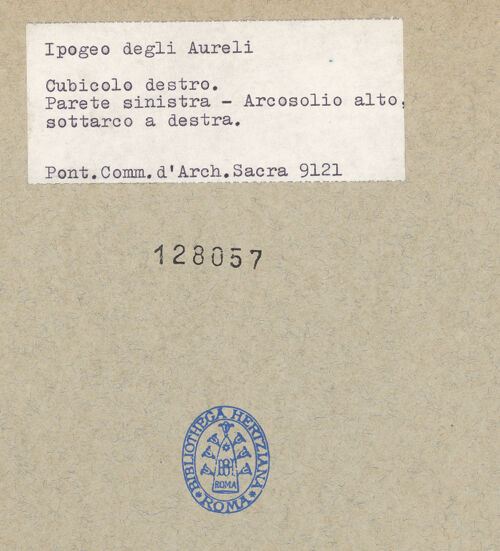 Ipogeo degli Aureli
Cubicolo destro.
Parete sinistra - Arcosolio alto,
sottarco a destra.
Pont.Comm.d'Arch.Sacra 9121
128057
BIBLIOTHECA HERTZIANA
ROMA
ROMA